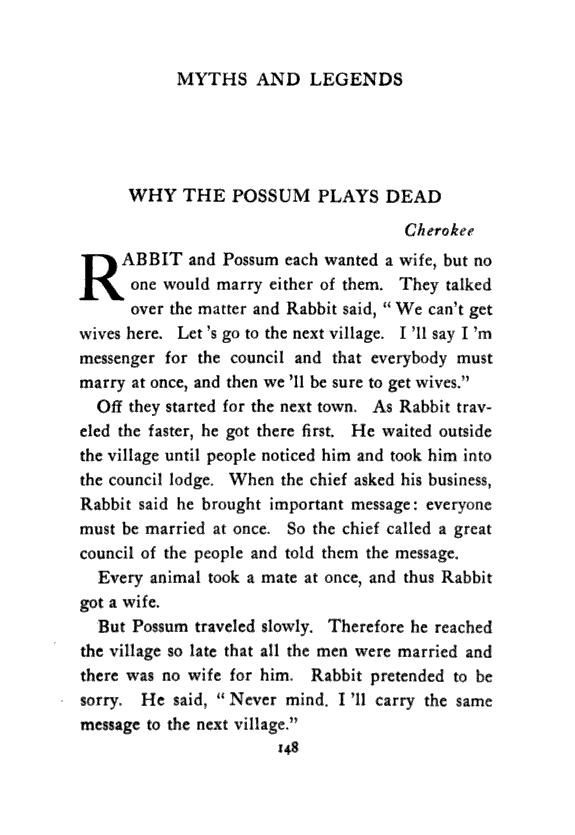 MYTHS AND LEGENDS
WHY THE POSSUM PLAYS DEAD
Cherokee
RABBIT and Possum each wanted a wife, but no
one would marry either of them. They talked
over the matter and Rabbit said, “ We can't get
wives here. Let 's go to the next village. I 'll say I 'm
messenger for the council and that everybody must
marry at once, and then we 'll be sure to get wives.”
Off they started for the next town. As Rabbit trav-
eled the faster, he got there first. He waited outside
the village until people noticed him and took him into
the council lodge. When the chief asked his business,
Rabbit said he brought important message: everyone
must be married at once. So the chief called a great
council of the people and told them the message.
Every animal took a mate at once, and thus Rabbit
got a wife.
But Possum traveled slowly. Therefore he reached
the village so late that all the men were married and
there was no wife for him. Rabbit pretended to be
sorry. He said, “ Never mind. I 'll carry the same
message to the next village.”
148